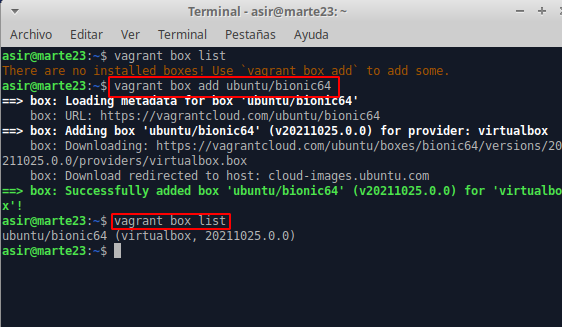 Terminal - asir@marte23: ~
Archivo Editar Ver Terminal Pestañas Ayuda
asir@marte23:~$ vagrant box list
There are no installed boxes! Use `vagrant box add` to add some.
asir@marte23:~$ vagrant box add ubuntu/bionic64
==> box: Loading metadata for box 'ubuntu/bionic64'
    box: URL: https://vagrantcloud.com/ubuntu/bionic64
==> box: Adding box 'ubuntu/bionic64' (v20211025.0.0) for provider: virtualbox
    box: Downloading: https://vagrantcloud.com/ubuntu/boxes/bionic64/versions/20
211025.0.0/providers/virtualbox.box
    box: Download redirected to host: cloud-images.ubuntu.com
==> box: Successfully added box 'ubuntu/bionic64' (v20211025.0.0) for 'virtualbo
x'!
asir@marte23:~$ vagrant box list
ubuntu/bionic64 (virtualbox, 20211025.0.0)
asir@marte23:~$